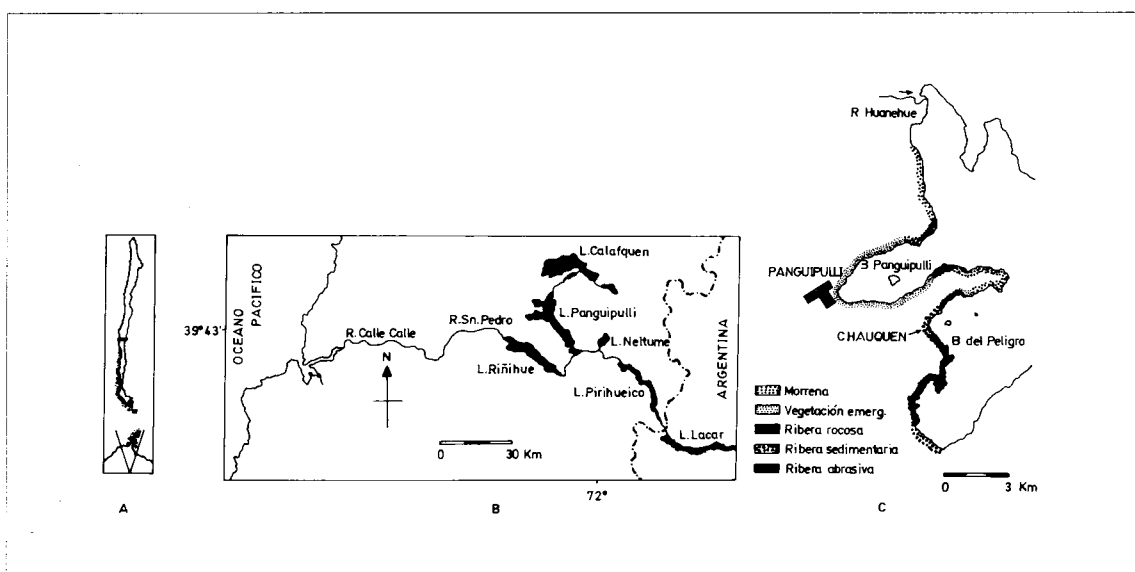 A
OCEANO
PACIFICO
39°43'
R. Calle Calle
N
R.Sn.Pedro
L.Riñihue
L.Calafquen
L.Panguipulli
L.Neltume
L.Pirihueico
L.Lacar
ARGENTINA
0 30 Km
72°
B
R Huanehue
PANGUIPULLI
B Panguipulli
CHAUQUEN
B del Peligro
Morrena
Vegetación emerg.
Ribera rocosa
Ribera sedimentaria
Ribera abrasiva
0 3 Km
C